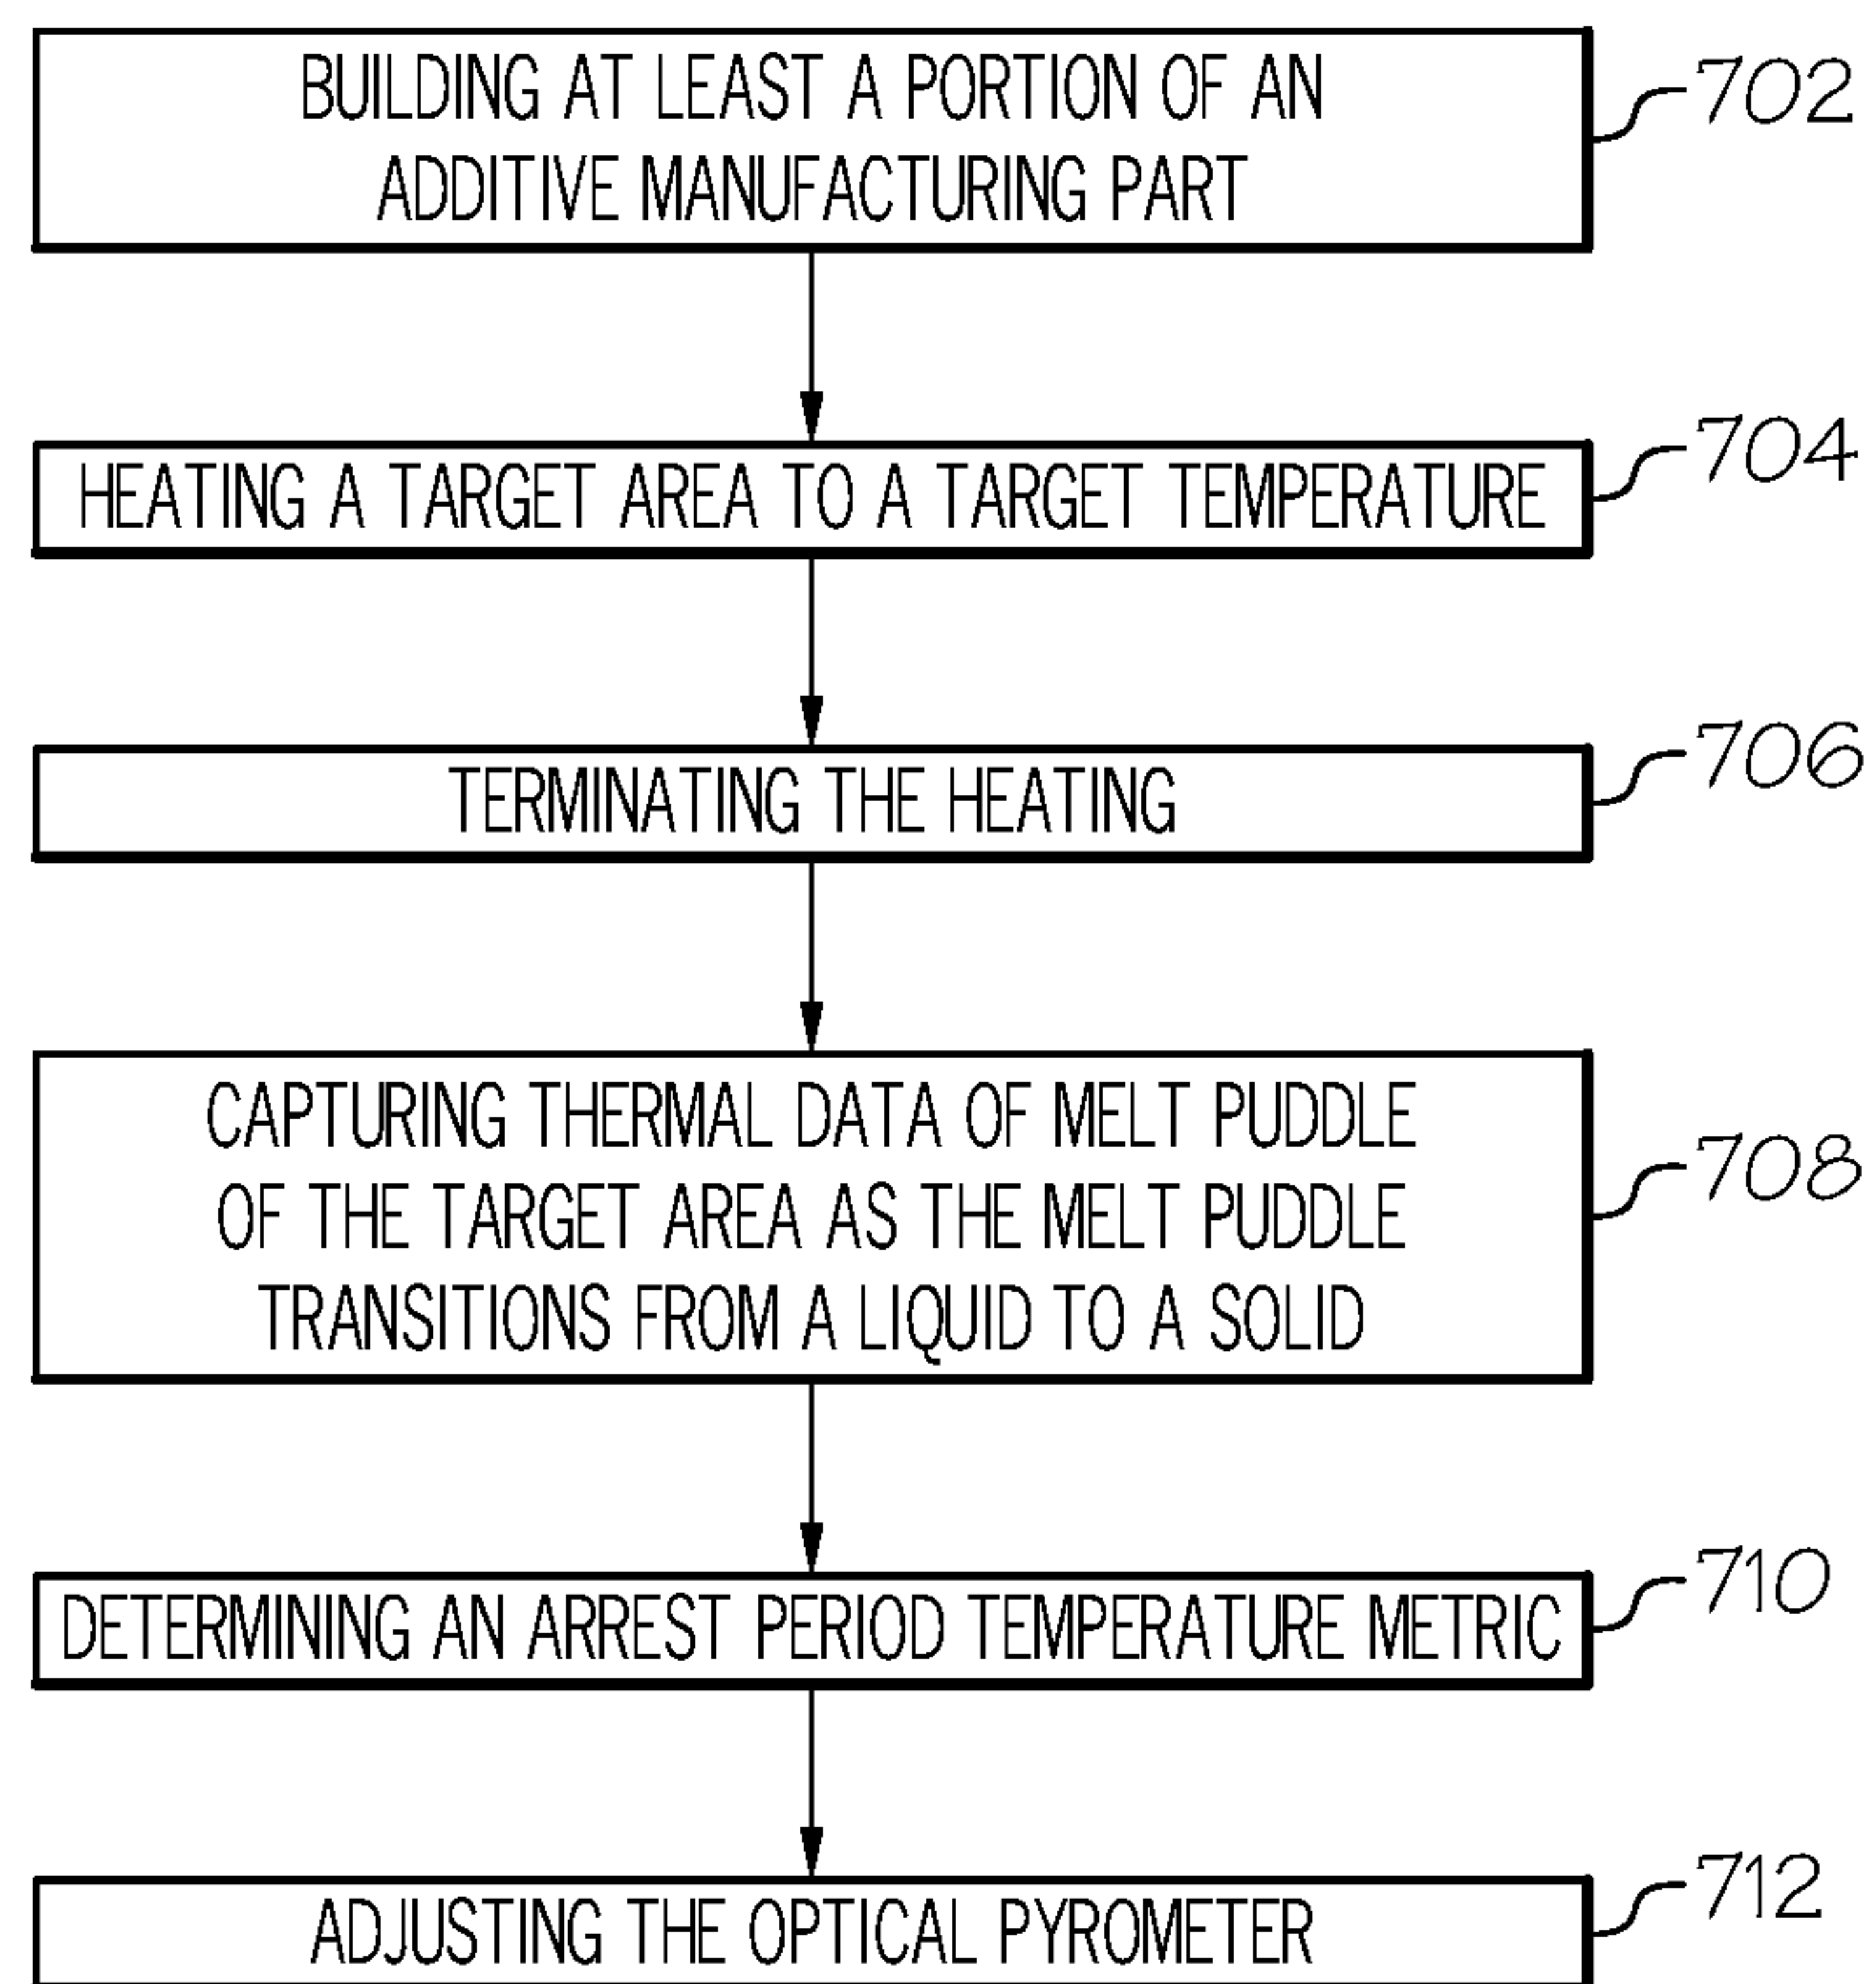 BUILDING AT LEAST A PORTION OF AN
ADDITIVE MANUFACTURING PART
702
HEATING A TARGET AREA TO A TARGET TEMPERATURE
704
TERMINATING THE HEATING
706
CAPTURING THERMAL DATA OF MELT PUDDLE
OF THE TARGET AREA AS THE MELT PUDDLE
TRANSITIONS FROM A LIQUID TO A SOLID
708
DETERMINING AN ARREST PERIOD TEMPERATURE METRIC
710
ADJUSTING THE OPTICAL PYROMETER
712